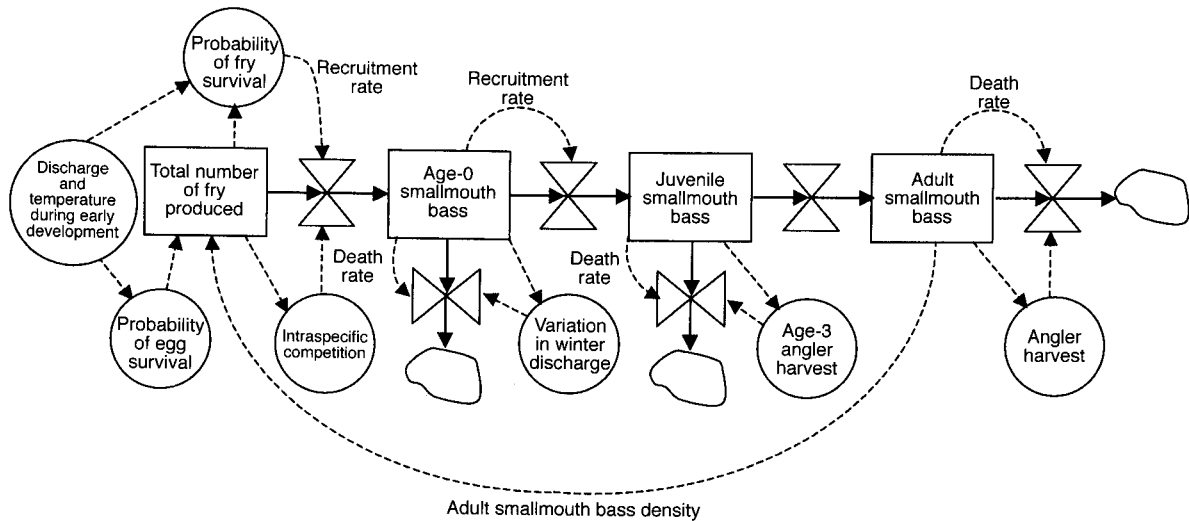 Probability
of fry
survival
Recruitment
rate
Recruitment
rate
Death
rate
Discharge
and
temperature
during early
development
Total number
of fry
produced
Age-0
smallmouth
bass
Juvenile
smallmouth
bass
Adult
smallmouth
bass
Death
rate
Death
rate
Probability
of egg
survival
Intraspecific
competition
Variation
in winter
discharge
Age-3
angler
harvest
Angler
harvest
Adult smallmouth bass density